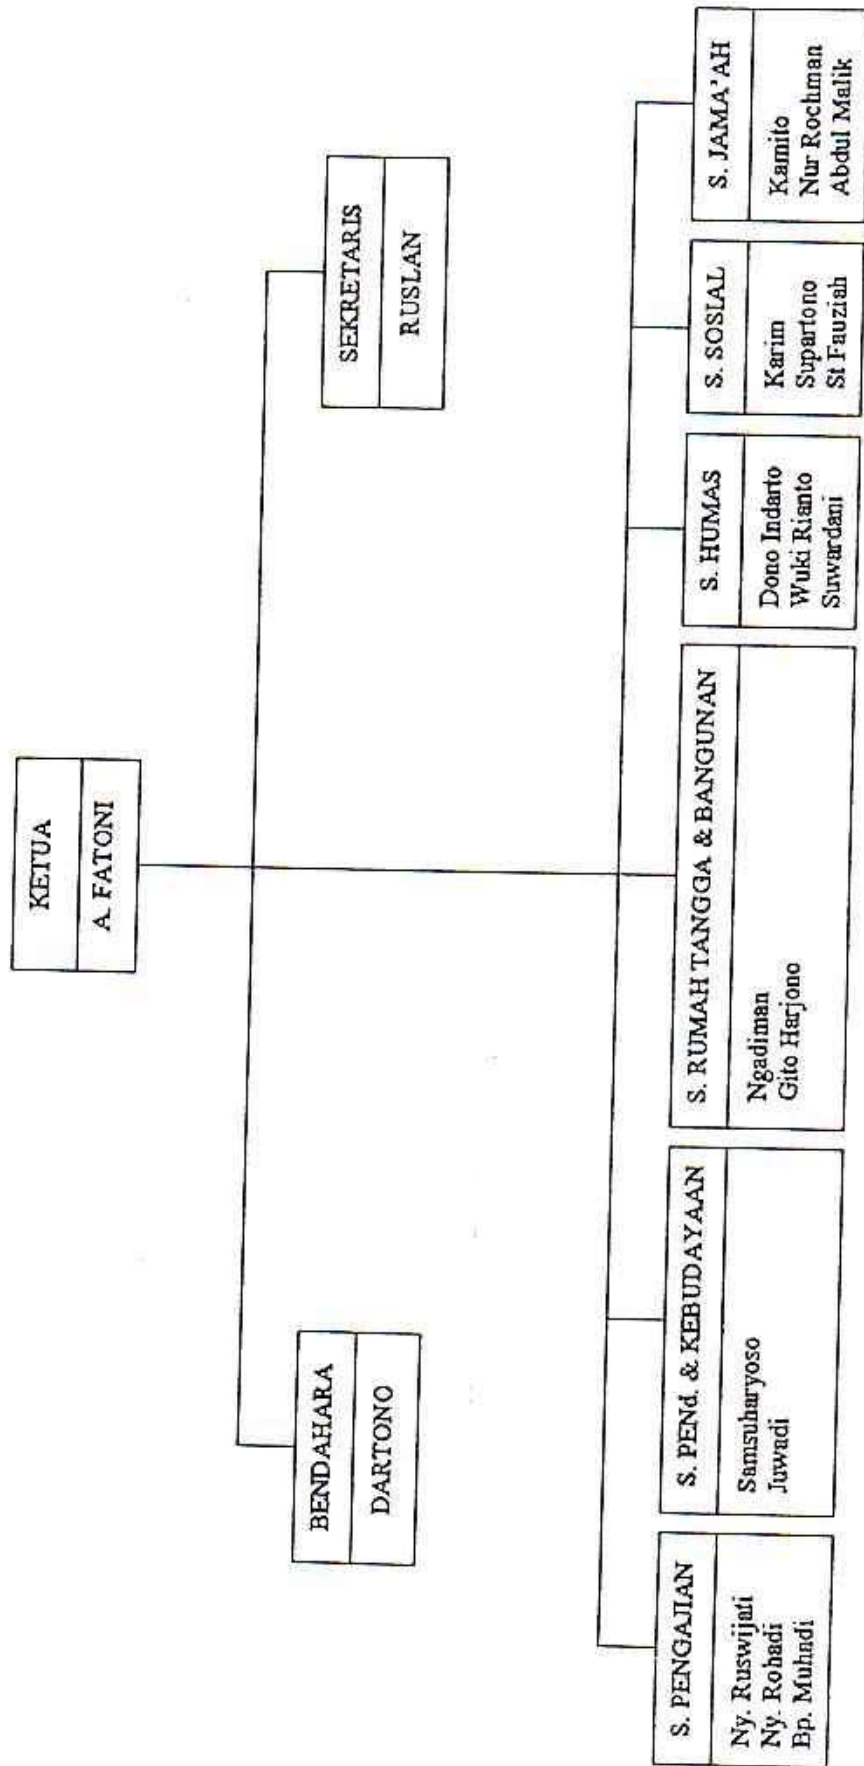 KETUA
A. FATONI
BENDAHARA
DARTONO
SEKRETARIS
RUSLAN
S. PENGAJIAN
Ny. Ruswijati
Ny. Rohadi
Bp. Muhadi
S. PENd. & KEBUDAYAAN
Samsuharyoso
Juwadi
S. RUMAH TANGGA & BANGUNAN
Ngadiman
Gito Harjono
S. HUMAS
Dono Indarto
Wuki Rianto
Suwardani
S. SOSIAL
Karim
Supartono
St Fauziah
S. JAMA'AH
Kamito
Nur Rochman
Abdul Malik